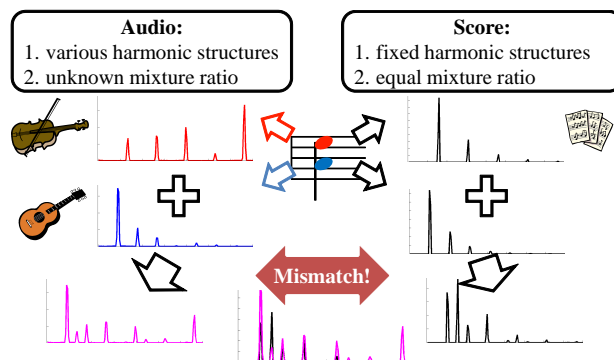 Audio:
1. various harmonic structures
2. unknown mixture ratio
Score:
1. fixed harmonic structures
2. equal mixture ratio
Mismatch!